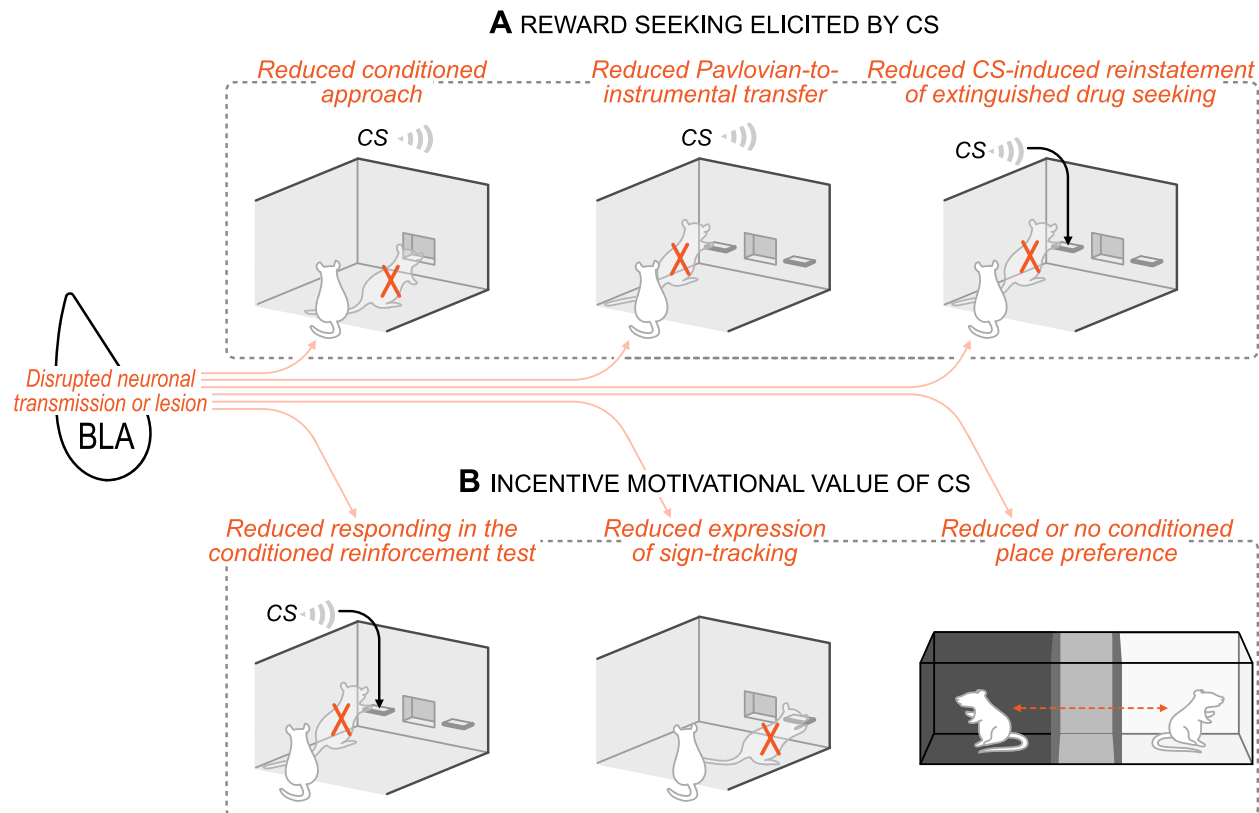 A REWARD SEEKING ELICITED BY CS
Reduced conditioned
approach
Reduced Pavlovian-to-
instrumental transfer
Reduced CS-induced reinstatement
of extinguished drug seeking
CS
CS
CS
Disrupted neuronal
transmission or lesion
BLA
B INCENTIVE MOTIVATIONAL VALUE OF CS
Reduced responding in the
conditioned reinforcement test
Reduced expression
of sign-tracking
Reduced or no conditioned
place preference
CS